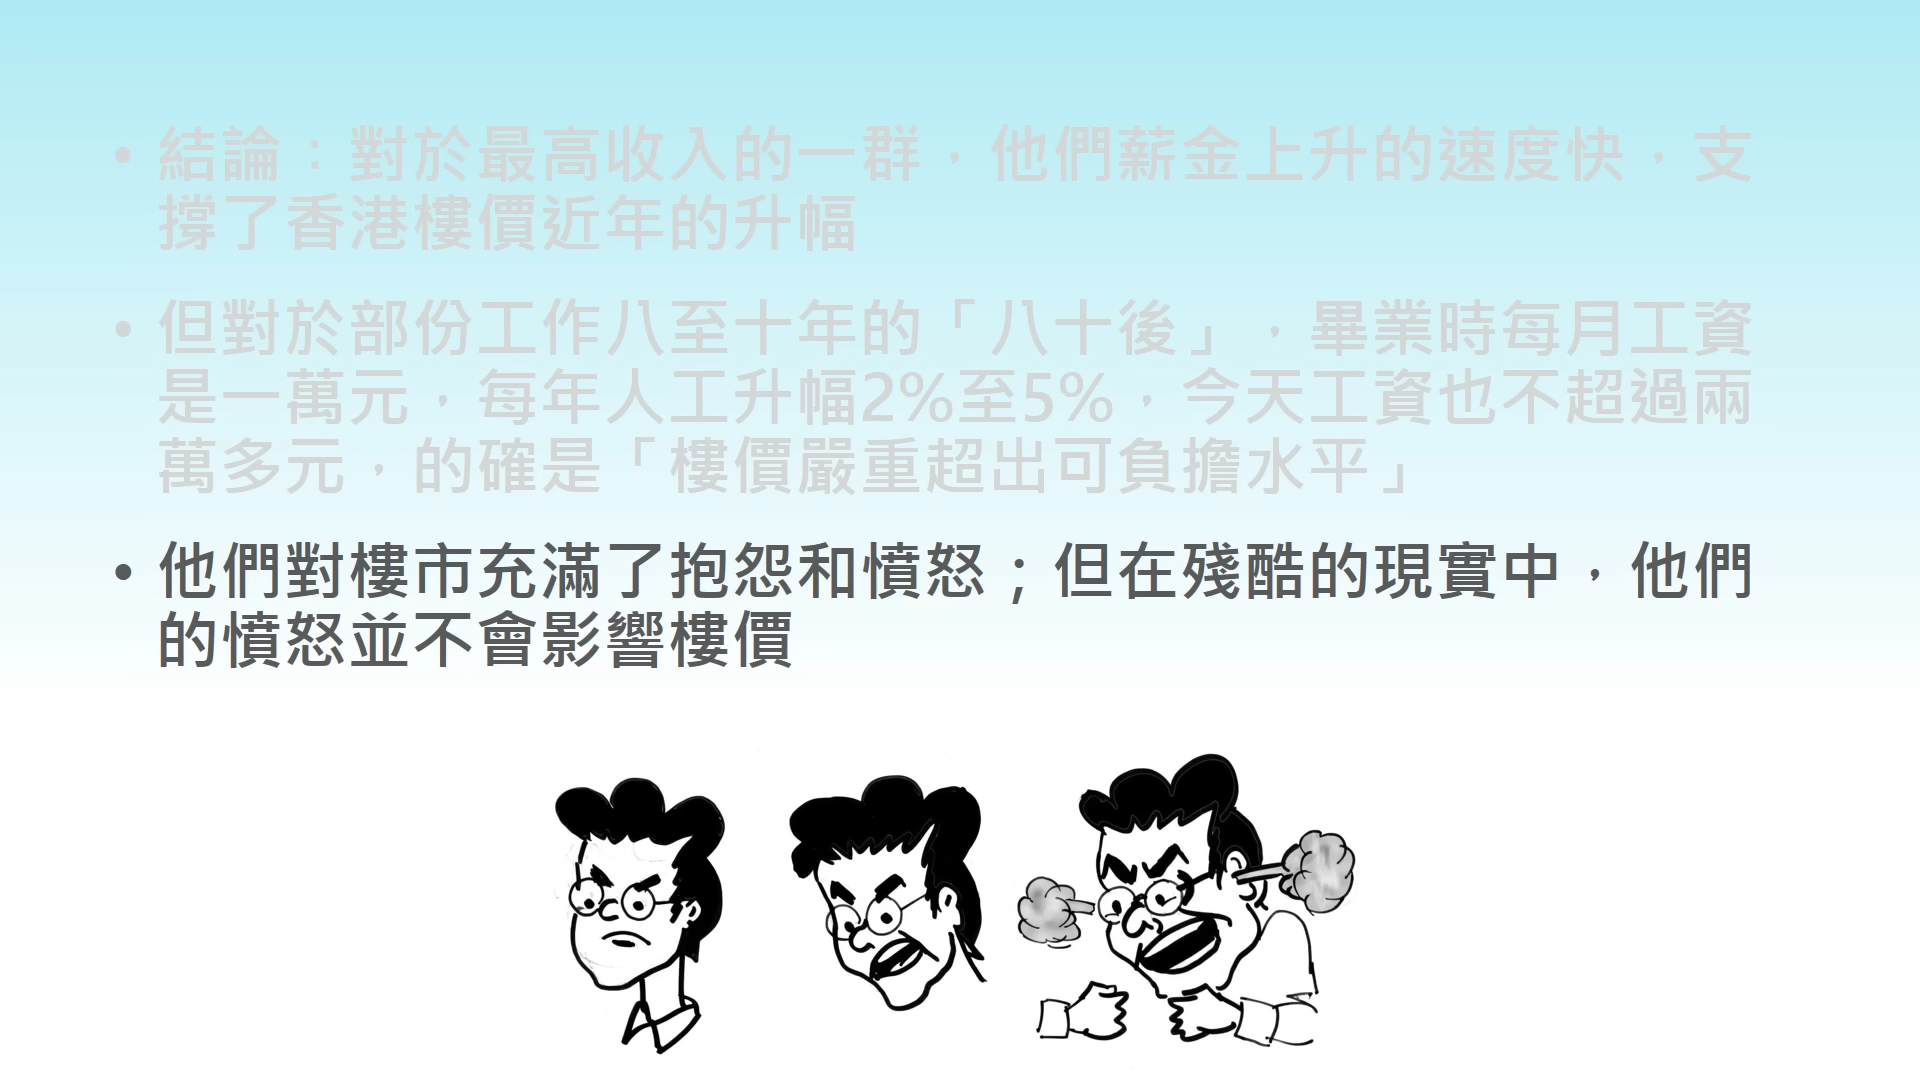 • 結論：對於最高收入的一群，他們薪金上升的速度快，支
撐了香港樓價近年的升幅
• 但對於部份工作八至十年的「八十後」，畢業時每月工資
是一萬元，每年人工升幅2%至5%，今天工資也不超過兩
萬多元，的確是「樓價嚴重超出可負擔水平」
• 他們對樓市充滿了抱怨和憤怒；但在殘酷的現實中，他們
的憤怒並不會影響樓價